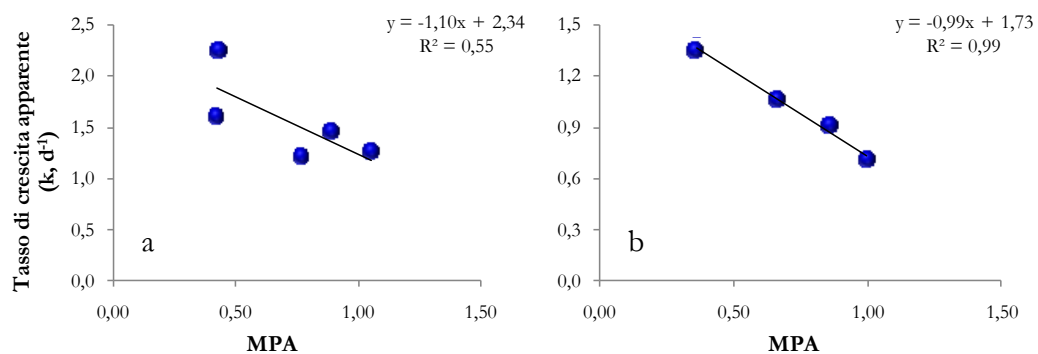 y = -1,10x + 2,34
R² = 0,55
2,5
2,0
1,5
1,0
0,5
0,0
Tasso di crescita apparente
(k, d⁻¹)
a
0,00 0,50 1,00 1,50
MPA
y = -0,99x + 1,73
R² = 0,99
1,5
1,2
0,9
0,6
0,3
0,0
b
0,00 0,50 1,00 1,50
MPA